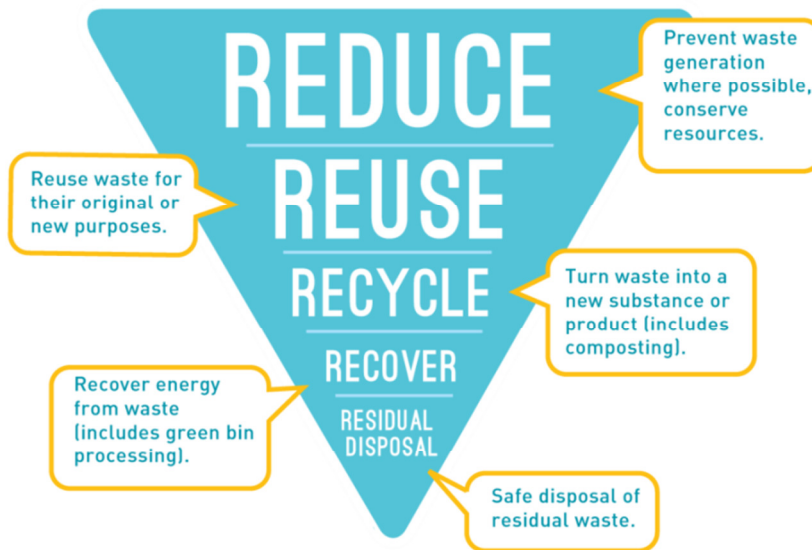 REDUCE
Prevent waste
generation
where possible,
conserve
resources.
REUSE
Reuse waste for
their original or
new purposes.
RECYCLE
Turn waste into a
new substance or
product (includes
composting).
RECOVER
Recover energy
from waste
(includes green bin
processing).
RESIDUAL
DISPOSAL
Safe disposal of
residual waste.